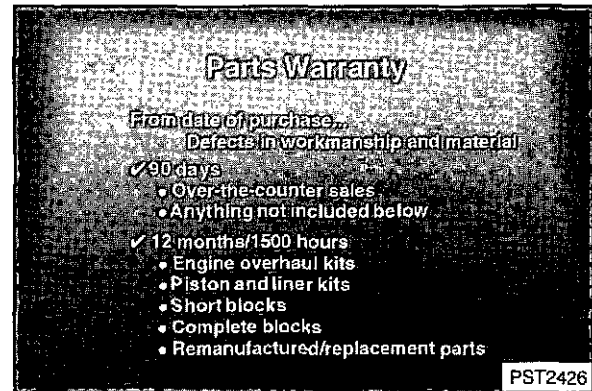 Parts Warranty
From date of purchase...
Defects in workmanship and material
✓90 days
• Over-the-counter sales
• Anything not included below
✓ 12 months/1500 hours
• Engine overhaul kits
• Piston and liner kits
• Short blocks
• Complete blocks
• Remanufactured/replacement parts
PST2426